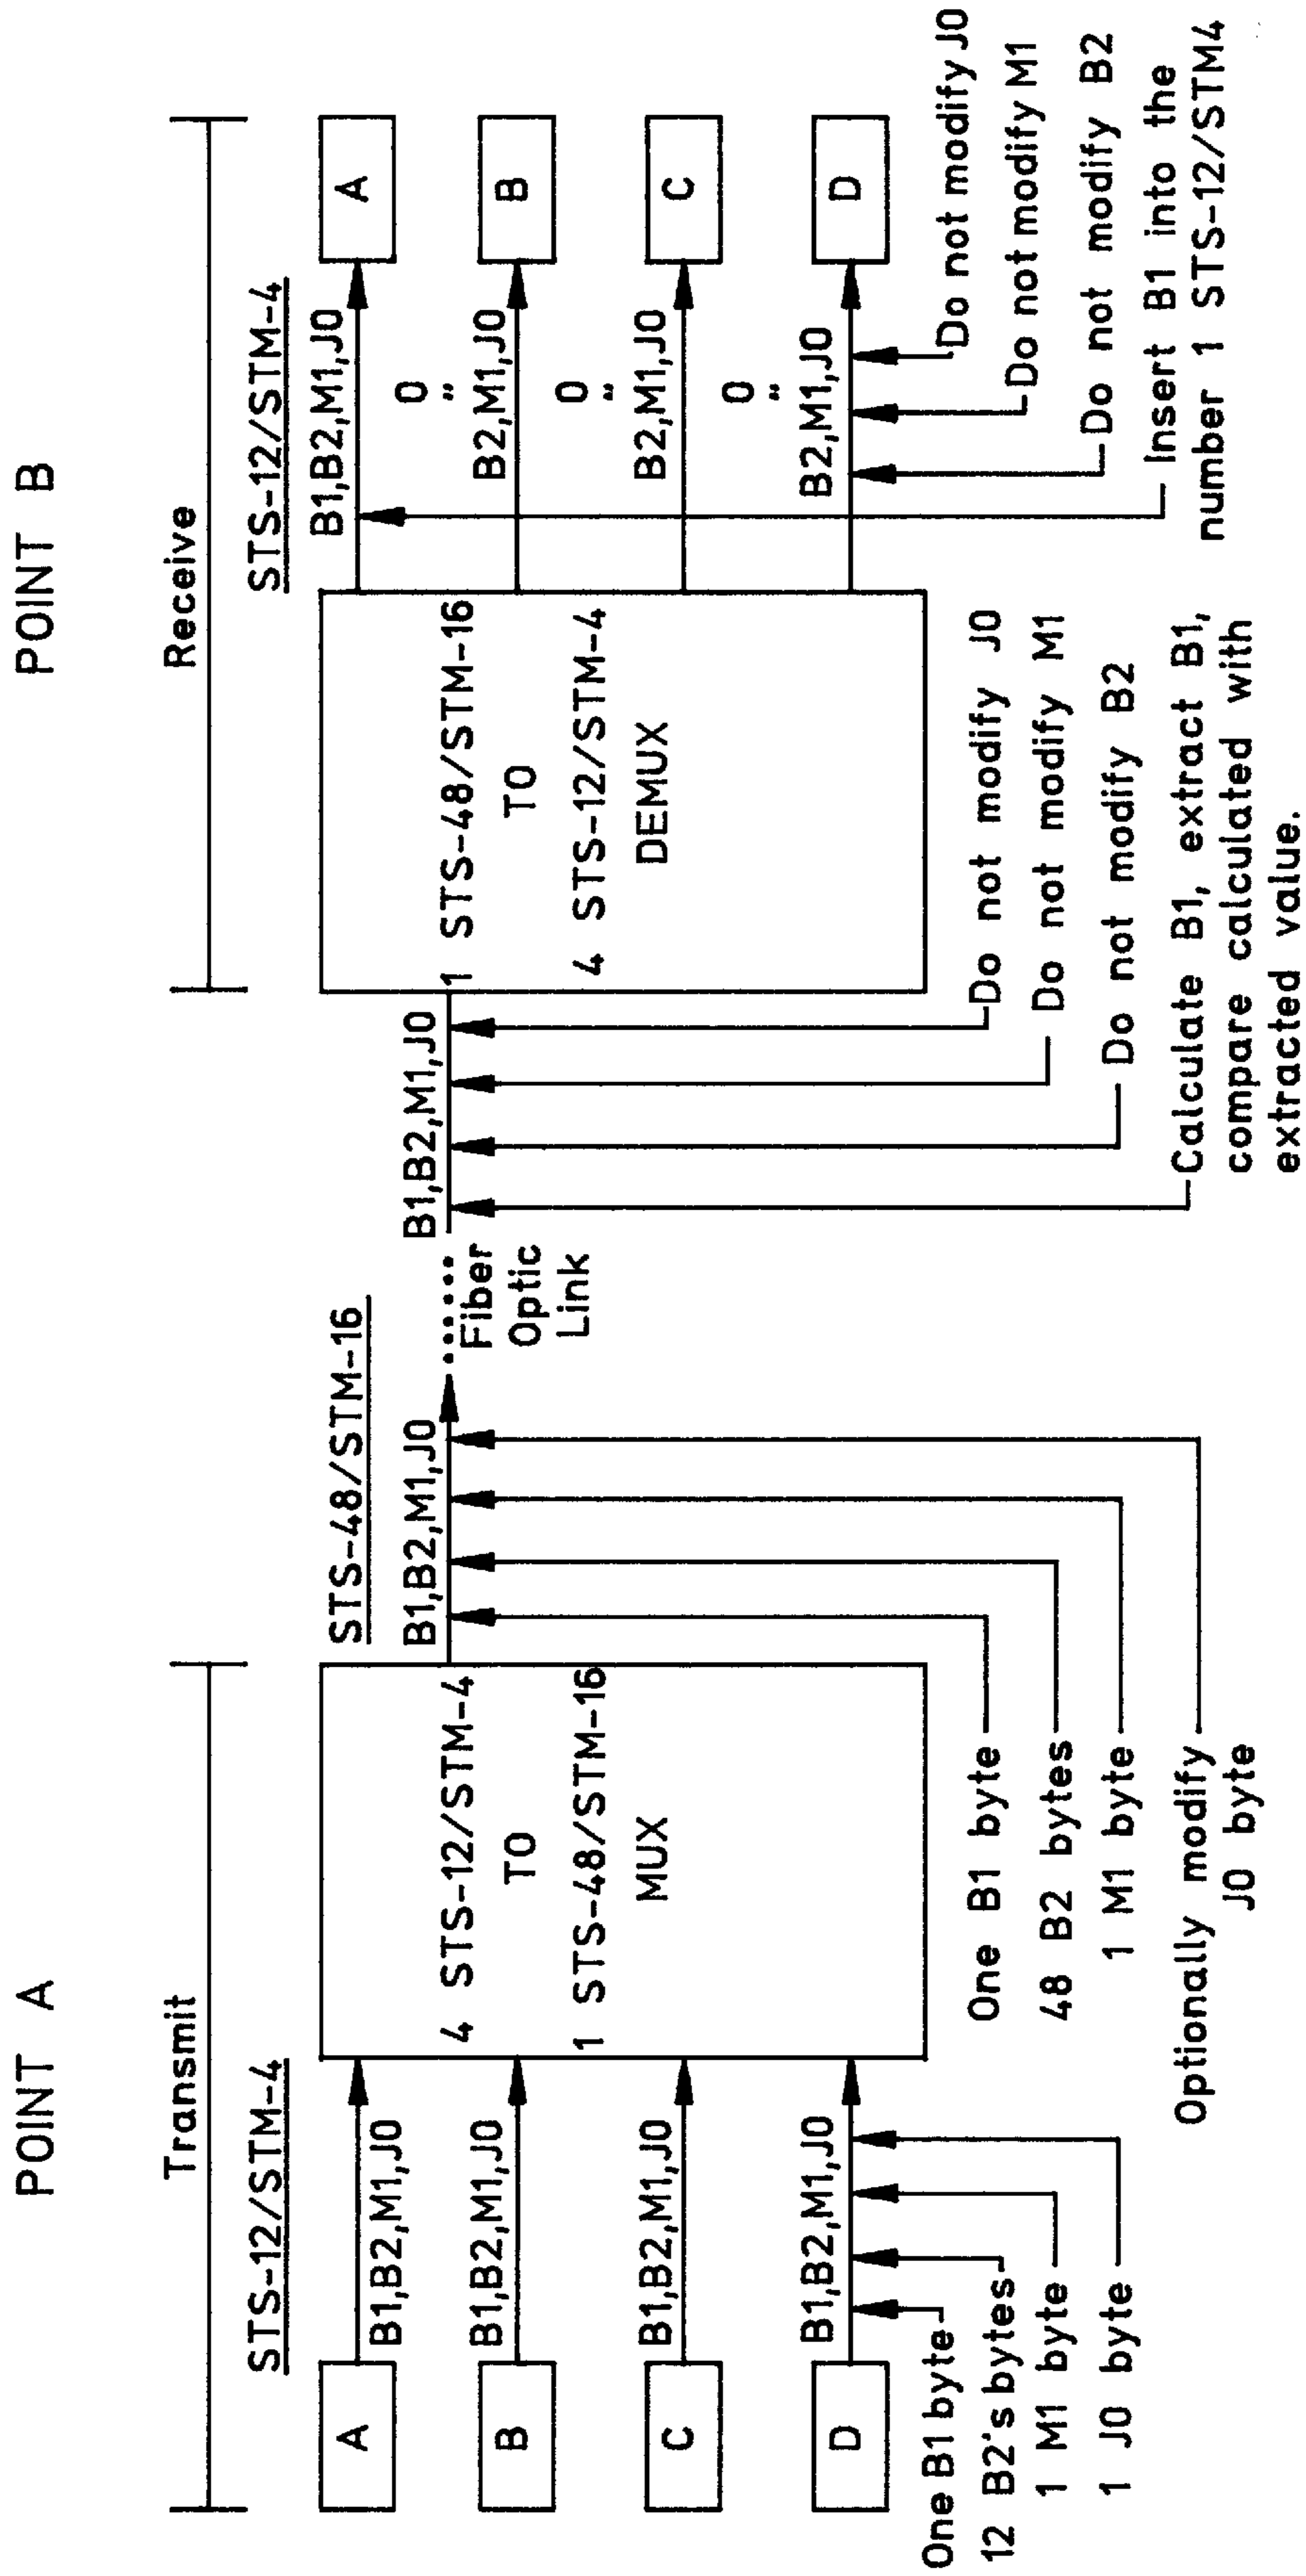 POINT A
POINT B
Transmit
Receive
STS-12/STM-4
STS-48/STM-16
STS-12/STM-4
A
B1,B2,M1,J0
B
B1,B2,M1,J0
C
B1,B2,M1,J0
D
B1,B2,M1,J0
One B1 byte
12 B2's bytes
1 M1 byte
1 J0 byte
4 STS-12/STM-4
TO
1 STS-48/STM-16
MUX
B1,B2,M1,J0
One B1 byte
48 B2 bytes
1 M1 byte
Optionally modify
J0 byte
Fiber
Optic
Link
B1,B2,M1,J0
Do not modify J0
Do not modify M1
Do not modify B2
Calculate B1, extract B1,
compare calculated with
extracted value.
1 STS-48/STM-16
TO
4 STS-12/STM-4
DEMUX
B1,B2,M1,J0
A
0
"
B2,M1,J0
B
0
"
B2,M1,J0
C
0
"
B2,M1,J0
D
Do not modify J0
Do not modify M1
Do not modify B2
Insert B1 into the
number 1 STS-12/STM4